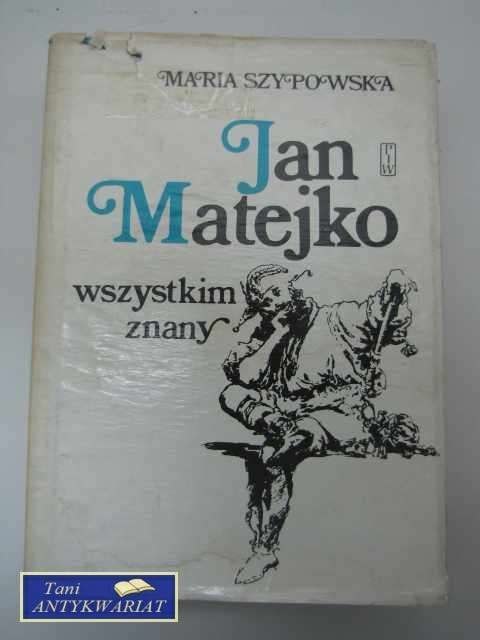 MARIA SZYPOWSKA
Jan
PIW
Matejko
wszystkim
znany
Tani
ANTYKWARIAT